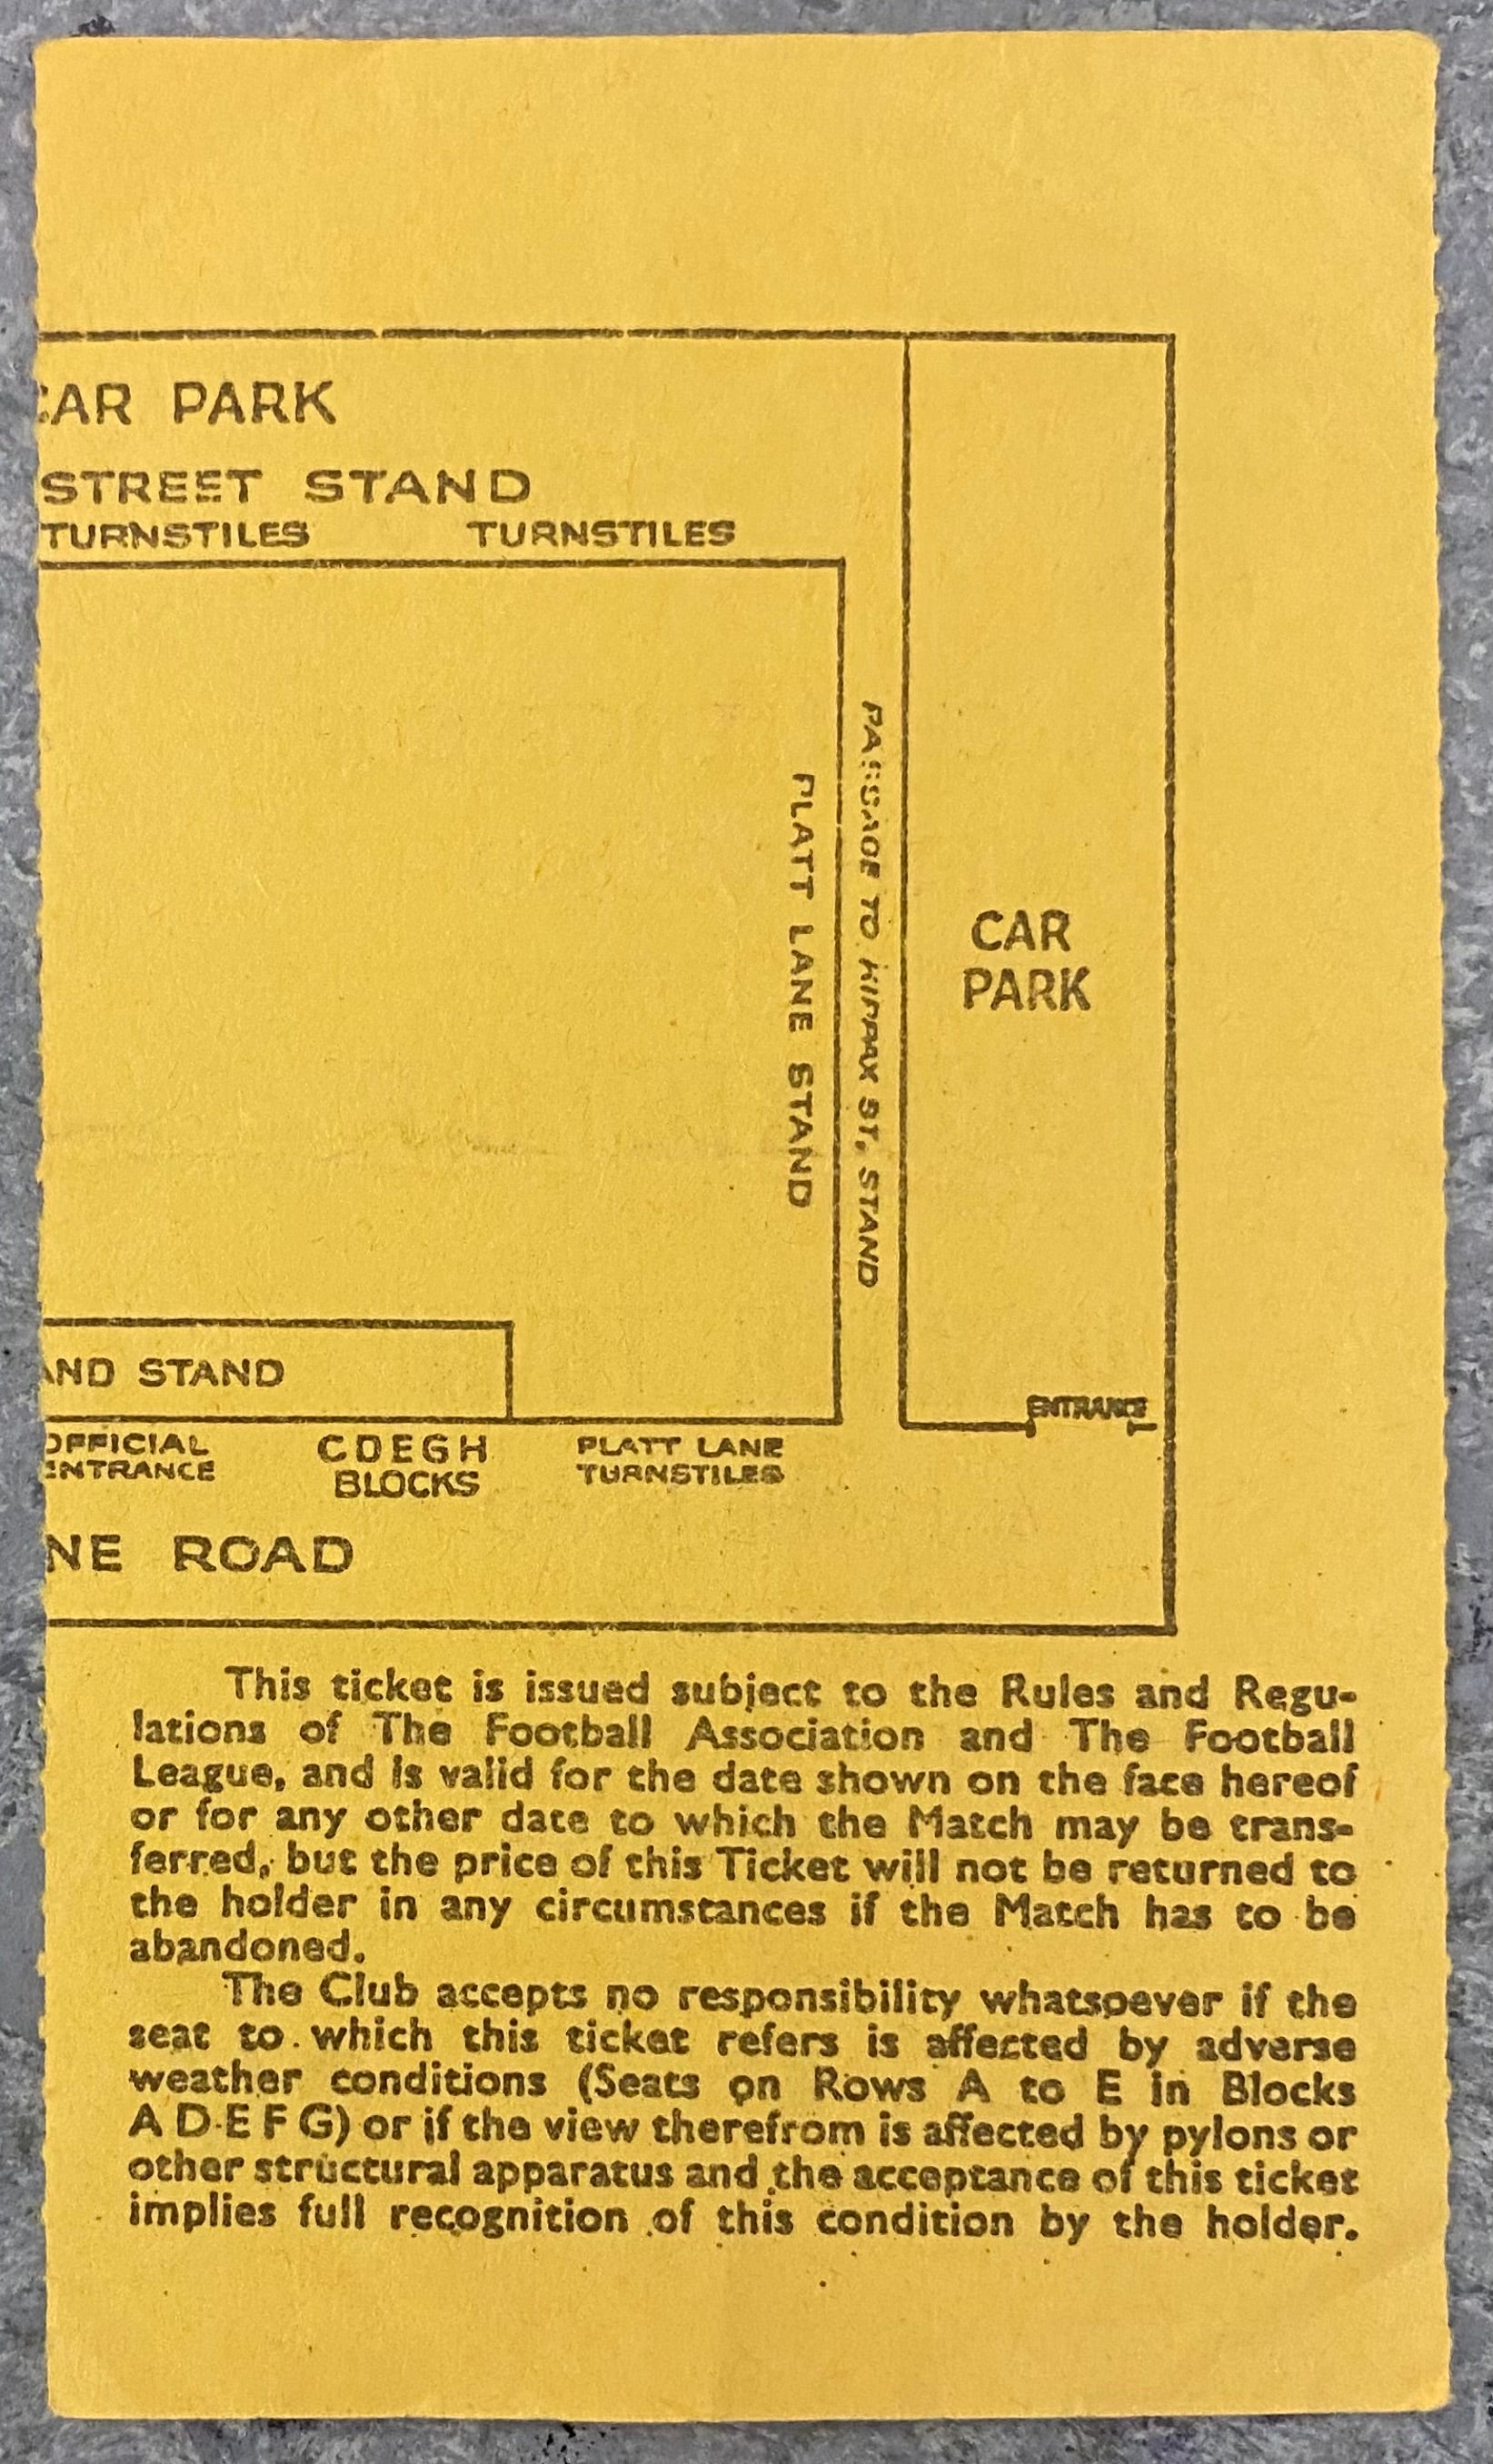 CAR PARK
STREET STAND
TURNSTILES TURNSTILES
PLATT LANE STAND
PASSAGE TO KIPPAX ST. STAND
CAR
PARK
ENTRANCE
AND STAND
OFFICIAL
ENTRANCE
C D E G H
BLOCKS
PLATT LANE
TURNSTILES
NE ROAD
This ticket is issued subject to the Rules and Regu-
lations of The Football Association and The Football
League, and is valid for the date shown on the face hereof
or for any other date to which the Match may be trans-
ferred, but the price of this Ticket will not be returned to
the holder in any circumstances if the Match has to be
abandoned.
The Club accepts no responsibility whatsoever if the
seat to which this ticket refers is affected by adverse
weather conditions (Seats on Rows A to E in Blocks
A D E F G) or if the view therefrom is affected by pylons or
other structural apparatus and the acceptance of this ticket
implies full recognition of this condition by the holder.